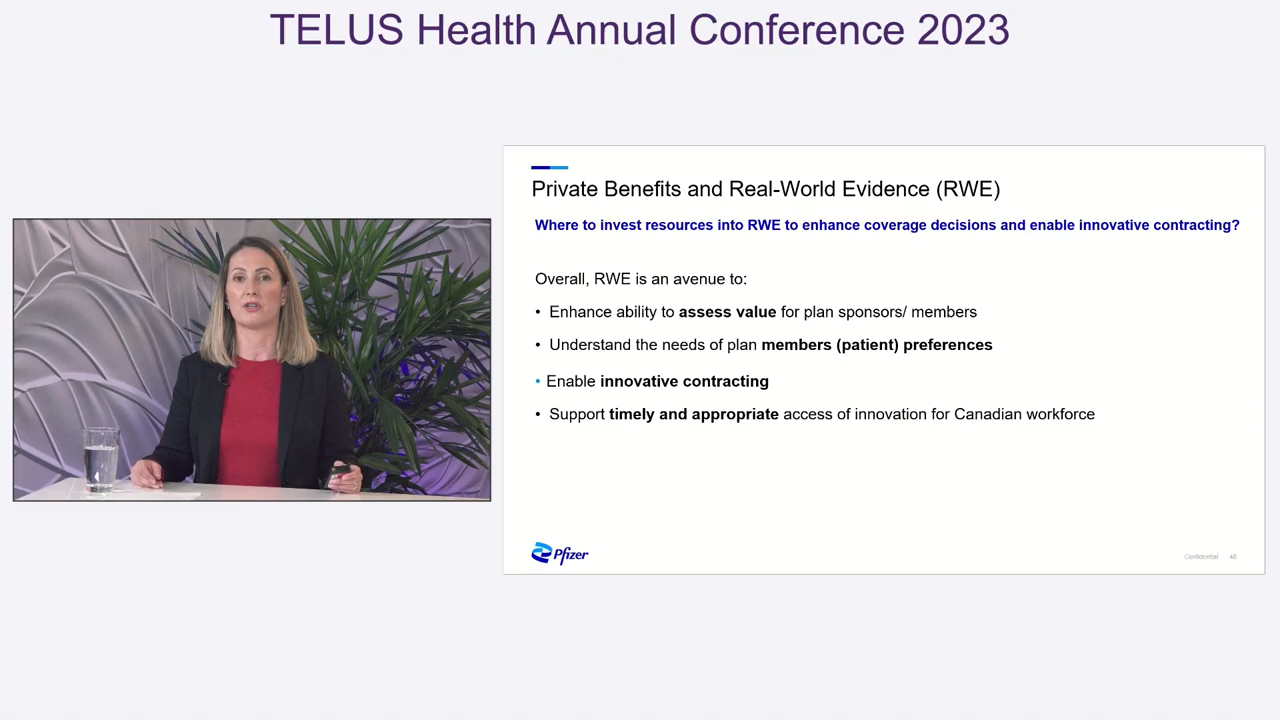 TELUS Health Annual Conference 2023
Private Benefits and Real-World Evidence (RWE)
Where to invest resources into RWE to enhance coverage decisions and enable innovative contracting?
Overall, RWE is an avenue to:
• Enhance ability to assess value for plan sponsors/ members
• Understand the needs of plan members (patient) preferences
• Enable innovative contracting
• Support timely and appropriate access of innovation for Canadian workforce
Pfizer
Confidential